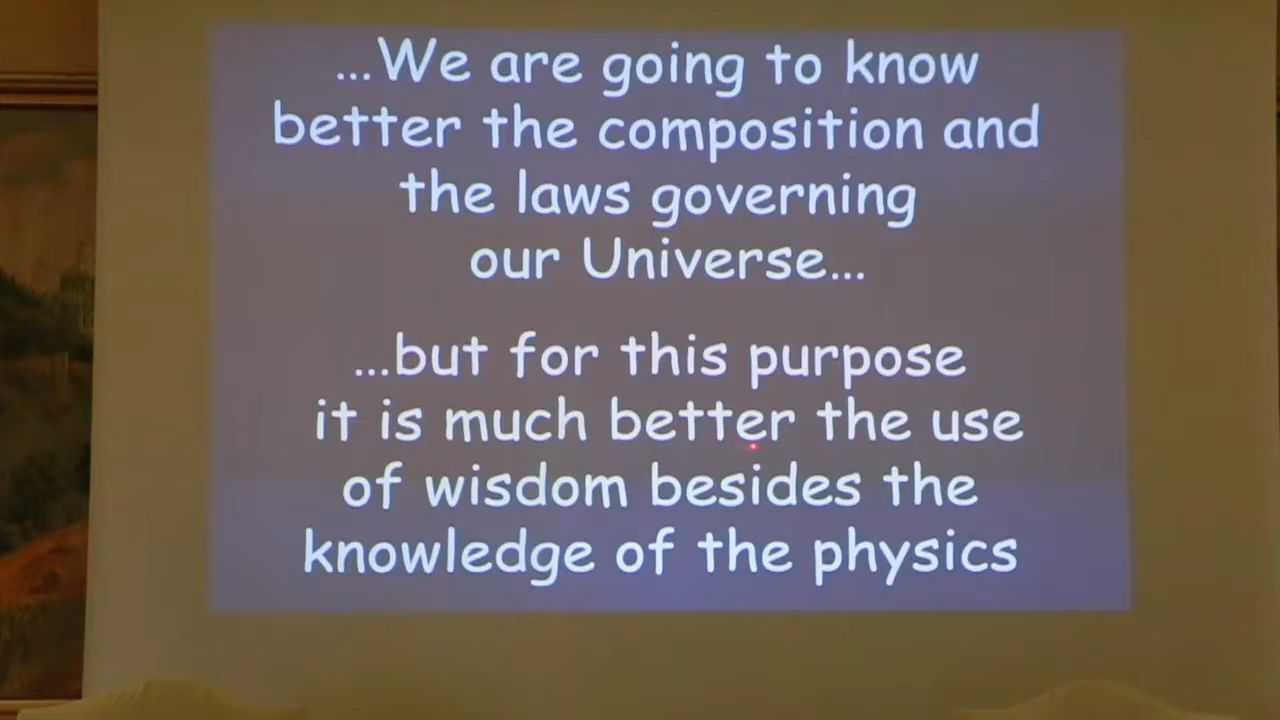 ...We are going to know
better the composition and
the laws governing
our Universe...
...but for this purpose
it is much better the use
of wisdom besides the
knowledge of the physics